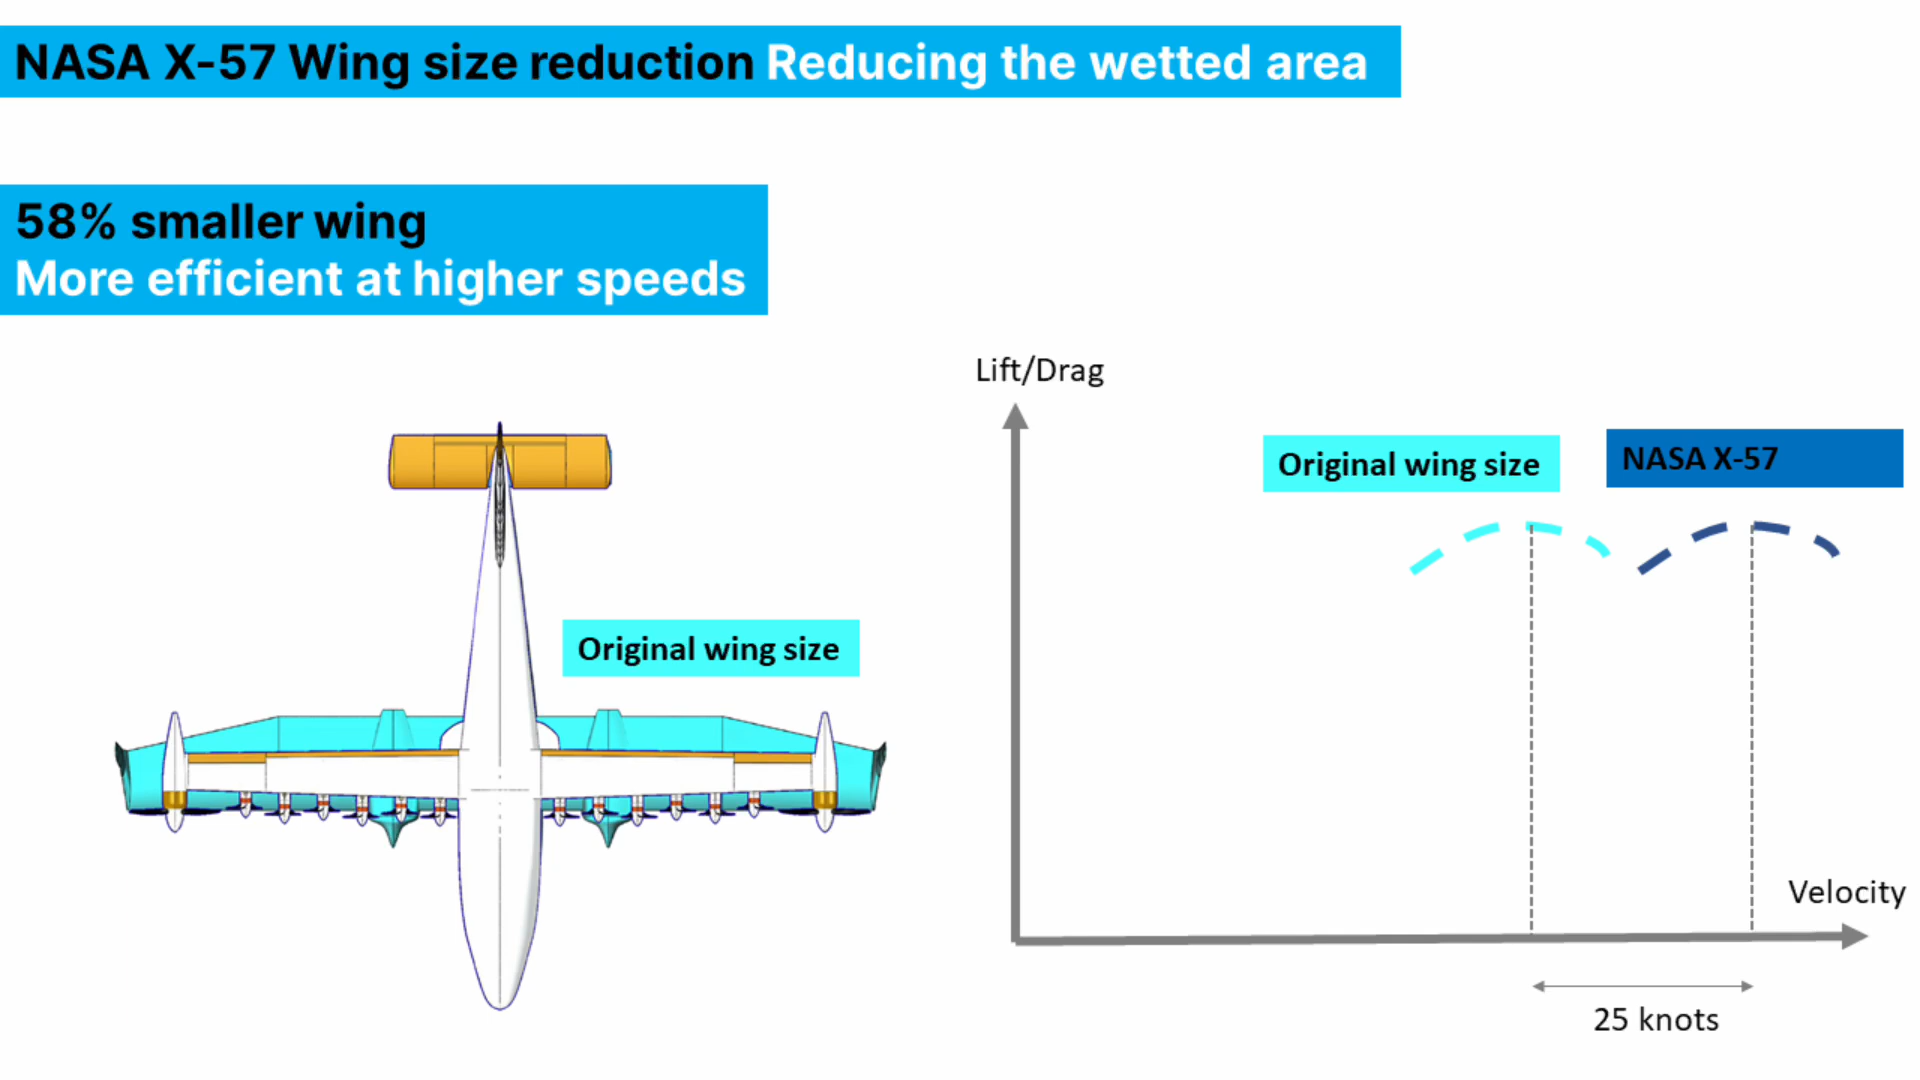 NASA X-57 Wing size reduction Reducing the wetted area
58% smaller wing
More efficient at higher speeds
Lift/Drag
Original wing size
NASA X-57
Original wing size
Velocity
25 knots